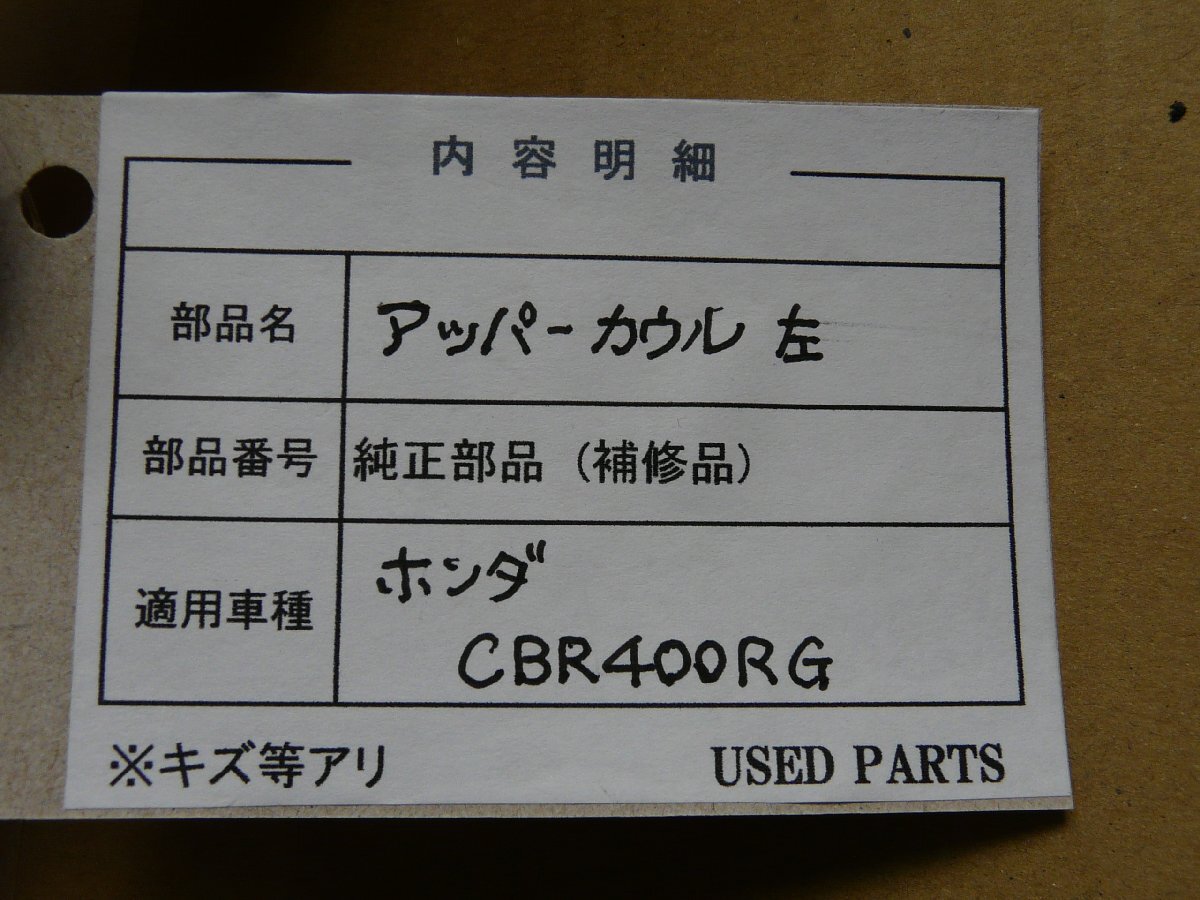 内容明細
部品名 アッパーカウル 左
部品番号 純正部品（補修品）
適用車種 ホンダ
CBR400RG
※キズ等アリ USED PARTS